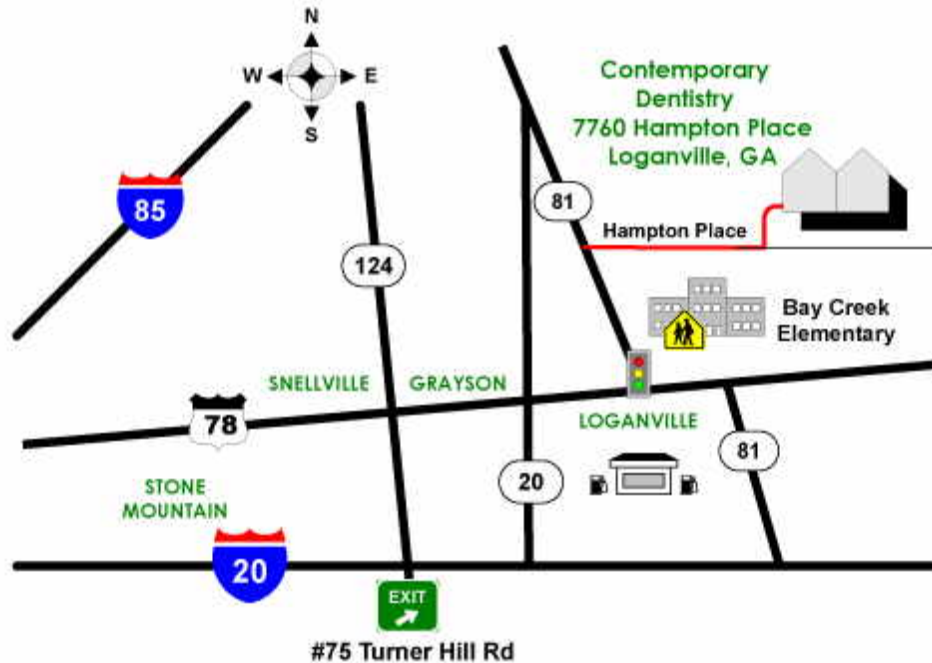 N
W
E
S
Contemporary
Dentistry
7760 Hampton Place
Loganville, GA
85
81
Hampton Place
124
Bay Creek
Elementary
SNELLVILLE
GRAYSON
78
LOGANVILLE
81
20
STONE
MOUNTAIN
20
EXIT
#75 Turner Hill Rd